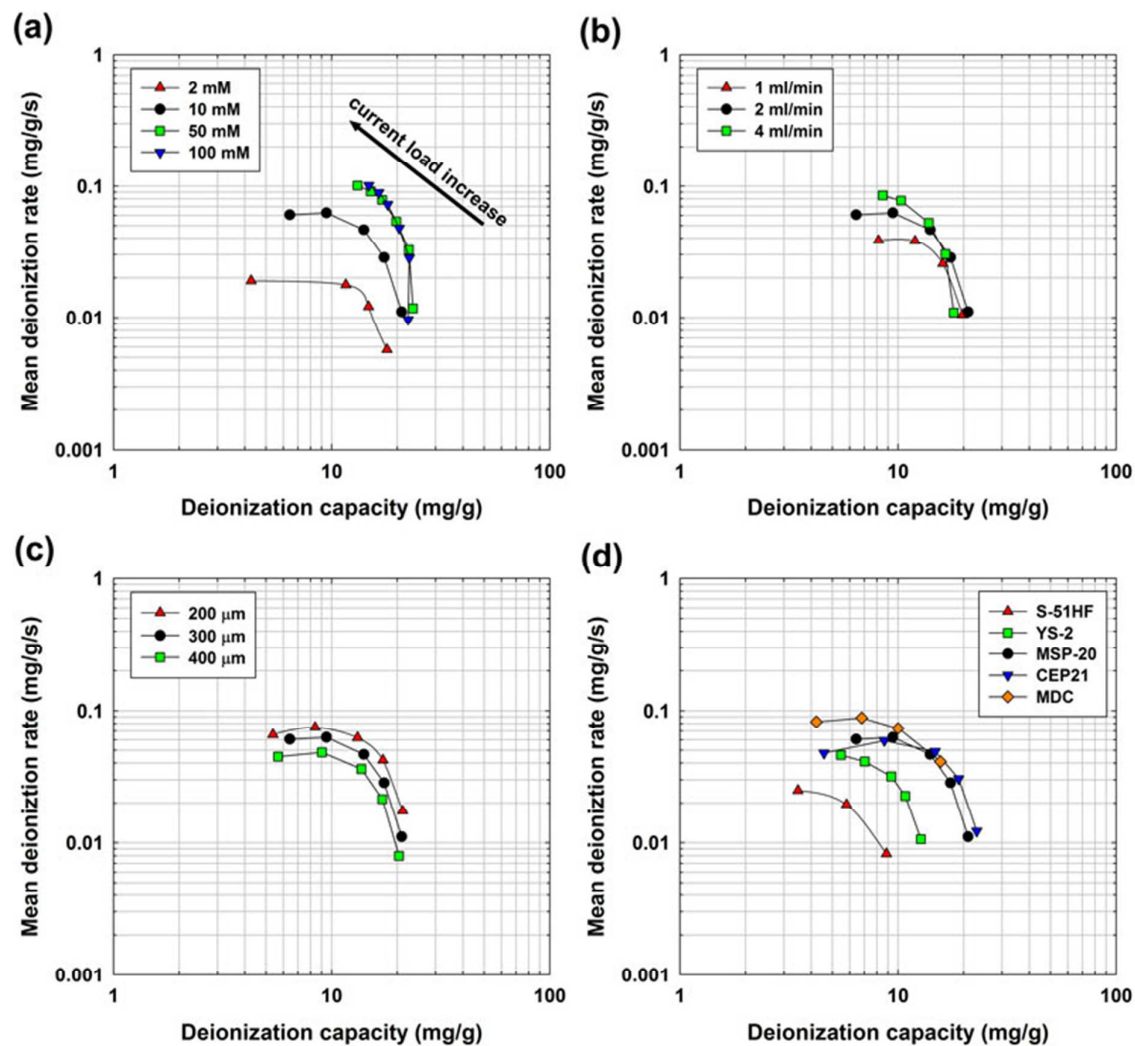 (a)
1
0.1
0.01
0.001
Mean deioniztion rate (mg/g/s)
2 mM
10 mM
50 mM
100 mM
current load increase
1
10
100
Deionization capacity (mg/g)
(b)
1
0.1
0.01
0.001
Mean deioniztion rate (mg/g/s)
1 ml/min
2 ml/min
4 ml/min
1
10
100
Deionization capacity (mg/g)
(c)
1
0.1
0.01
0.001
Mean deioniztion rate (mg/g/s)
200 μm
300 μm
400 μm
1
10
100
Deionization capacity (mg/g)
(d)
1
0.1
0.01
0.001
Mean deioniztion rate (mg/g/s)
S-51HF
YS-2
MSP-20
CEP21
MDC
1
10
100
Deionization capacity (mg/g)